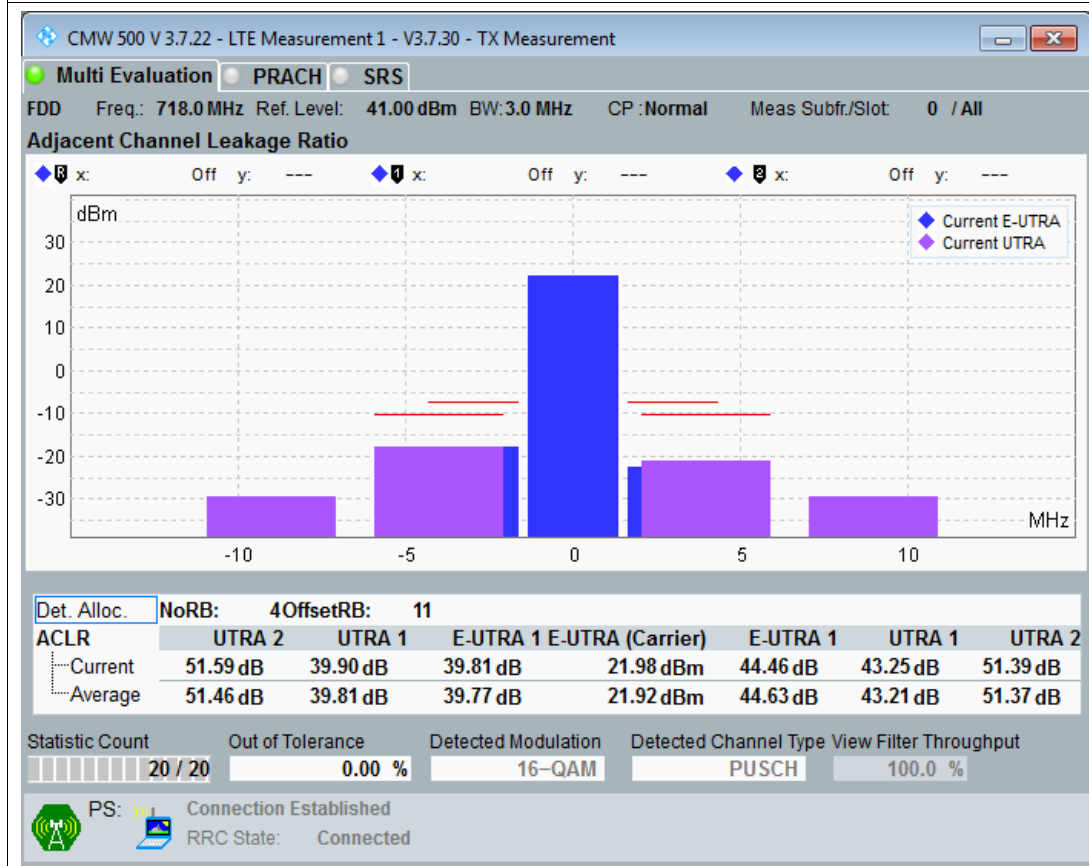 CMW 500 V 3.7.22 - LTE Measurement 1 - V3.7.30 - TX Measurement
Multi Evaluation PRACH SRS
FDD Freq.: 718.0 MHz Ref. Level: 41.00 dBm BW: 3.0 MHz CP : Normal Meas Subfr./Slot: 0 / All
Adjacent Channel Leakage Ratio
R x: Off y: --- 1 x: Off y: --- 2 x: Off y: ---
dBm
Current E-UTRA
Current UTRA
30
20
10
0
-10
-20
-30
MHz
-10 -5 0 5 10
Det. Alloc. NoRB: 4 OffsetRB: 11
ACLR UTRA 2 UTRA 1 E-UTRA 1 E-UTRA (Carrier) E-UTRA 1 UTRA 1 UTRA 2
Current 51.59 dB 39.90 dB 39.81 dB 21.98 dBm 44.46 dB 43.25 dB 51.39 dB
Average 51.46 dB 39.81 dB 39.77 dB 21.92 dBm 44.63 dB 43.21 dB 51.37 dB
Statistic Count Out of Tolerance Detected Modulation Detected Channel Type View Filter Throughput
20 / 20 0.00 % 16-QAM PUSCH 100.0 %
PS: Connection Established
RRC State: Connected